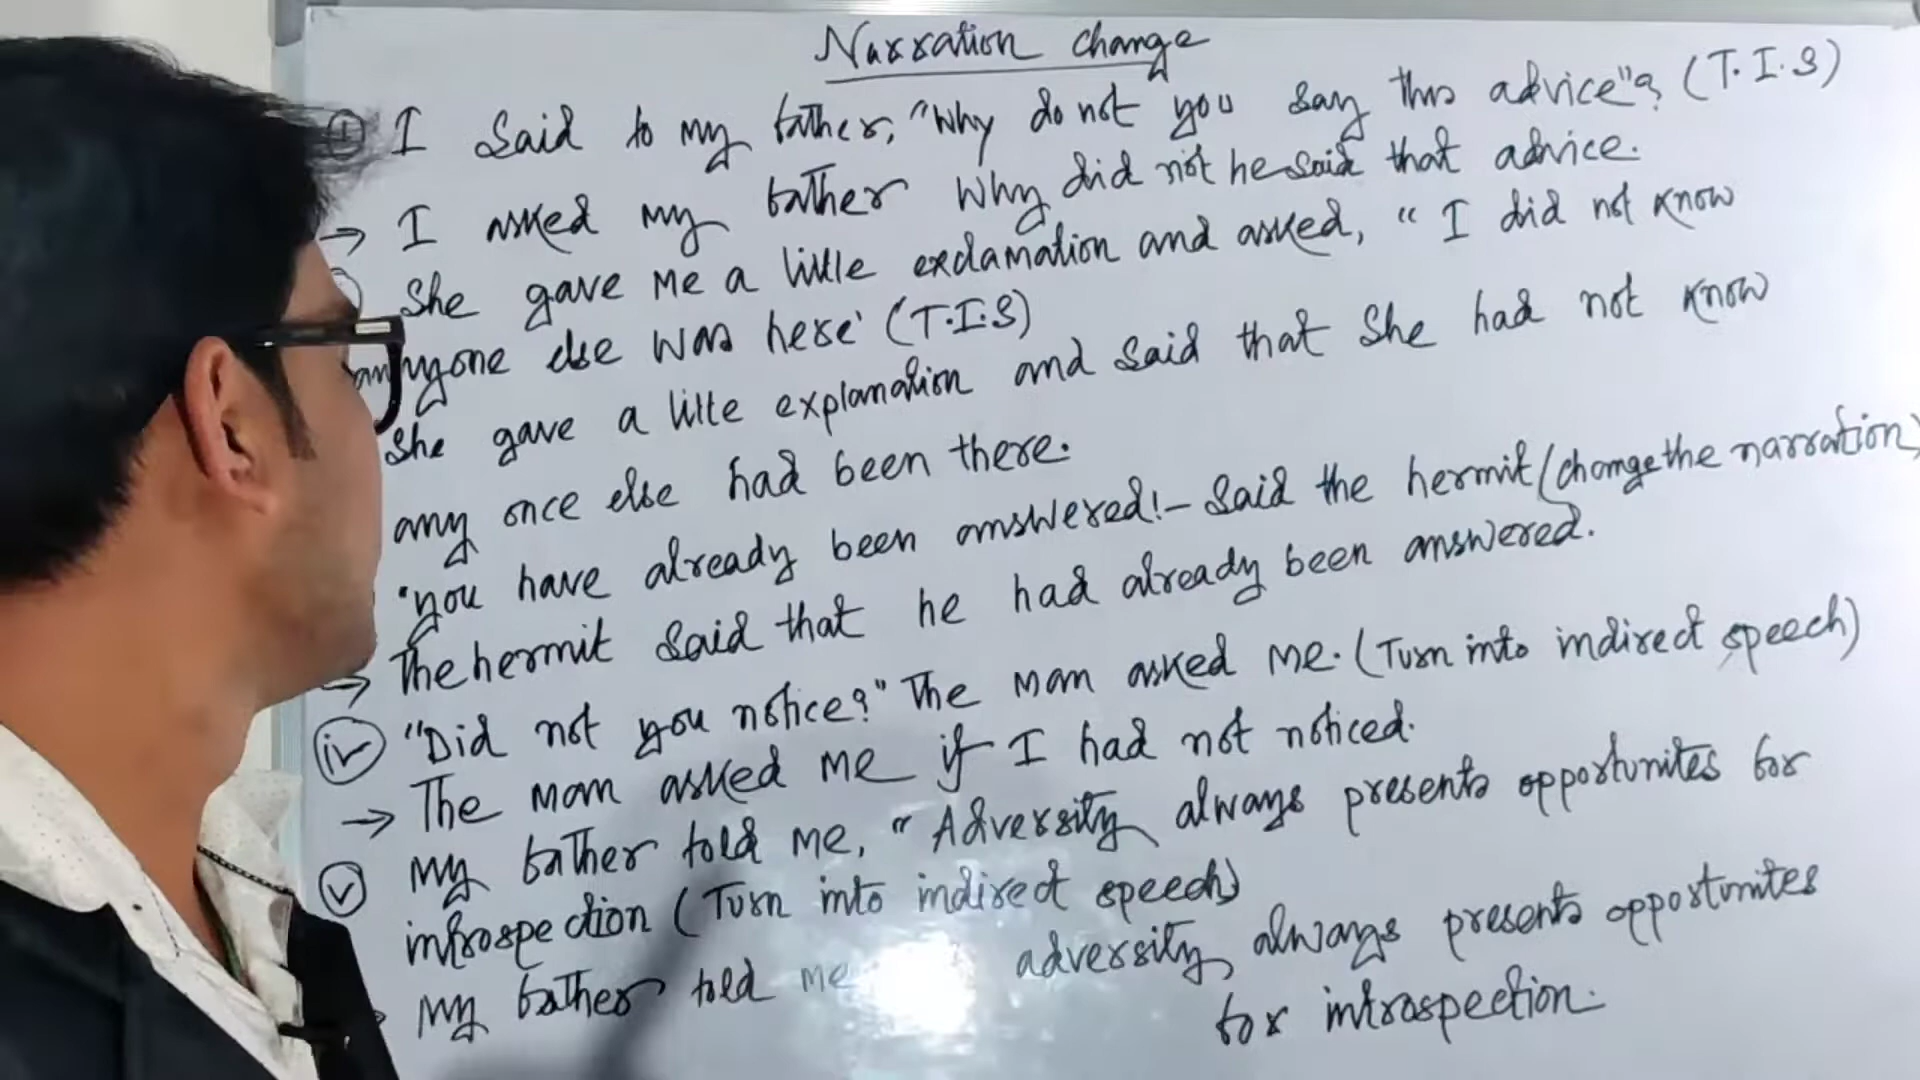 Narration change
① I said to my father, "Why do not you say this advice"? (T.I.S)
→ I asked my father why did not he said that advice.
She gave me a little exclamation and asked, "I did not know
anyone else was here' (T.I.S)
She gave a litte explanation and said that she had not know
any once else had been there.
"you have already been answered!- said the hermit (change the narration)
→ The hermit said that he had already been answered.
iv "Did not you notice?" The man asked me. (Turn into indirect speech)
→ The man asked me if I had not noticed.
v My father told me, "Adversity always presents opportunites for
introspection (Turn into indirect speech)
My father told me adversity always presents opportunites
for introspection.